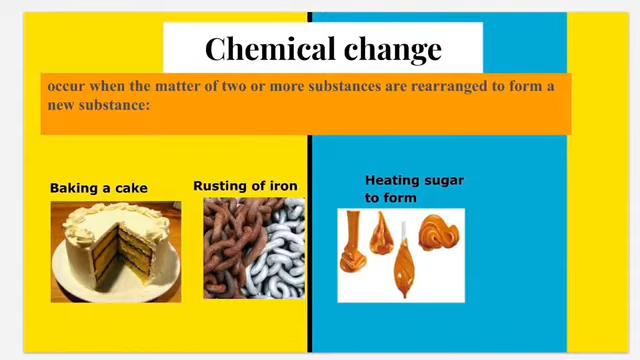 Chemical change
occur when the matter of two or more substances are rearranged to form a
new substance:
Baking a cake
Rusting of iron
Heating sugar
to form